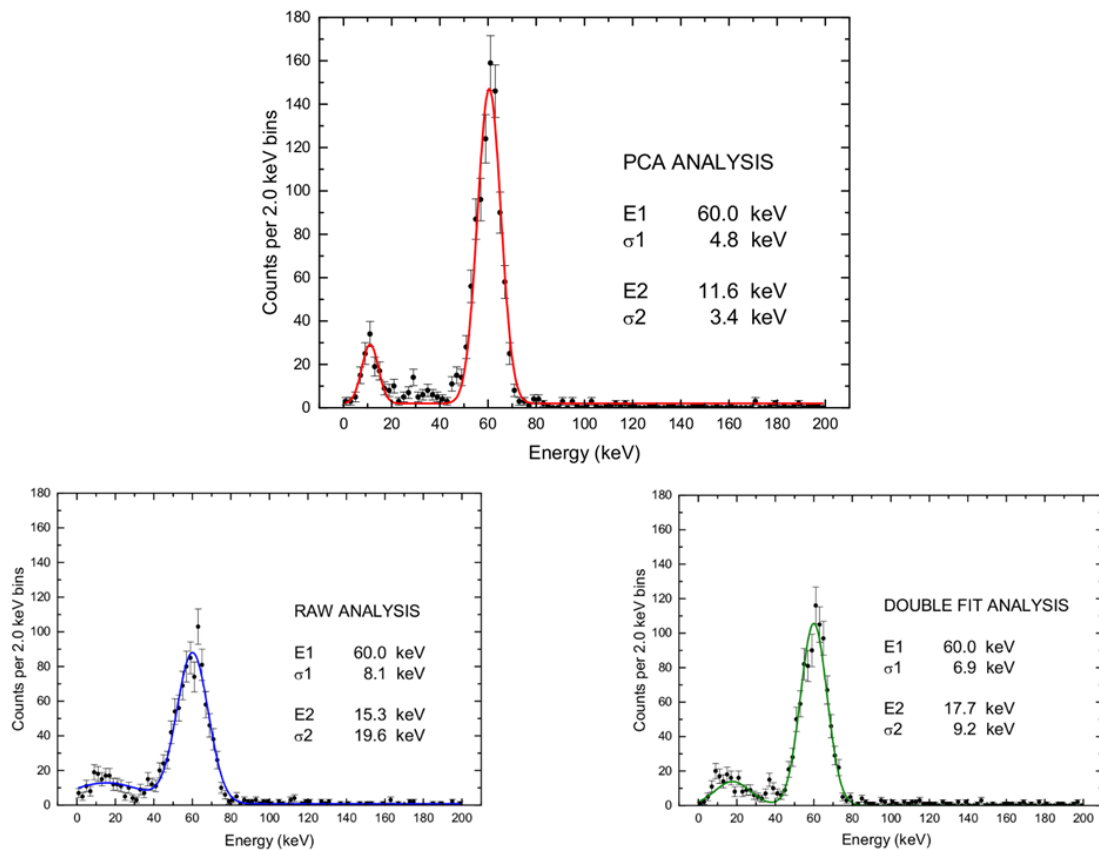 180
160
140
120
100
80
60
40
20
0
Counts per 2.0 keV bins
PCA ANALYSIS
E1 60.0 keV
σ1 4.8 keV
E2 11.6 keV
σ2 3.4 keV
0 20 40 60 80 100 120 140 160 180 200
Energy (keV)
180
160
140
120
100
80
60
40
20
0
Counts per 2.0 keV bins
RAW ANALYSIS
E1 60.0 keV
σ1 8.1 keV
E2 15.3 keV
σ2 19.6 keV
0 20 40 60 80 100 120 140 160 180 200
Energy (keV)
180
160
140
120
100
80
60
40
20
0
Counts per 2.0 keV bins
DOUBLE FIT ANALYSIS
E1 60.0 keV
σ1 6.9 keV
E2 17.7 keV
σ2 9.2 keV
0 20 40 60 80 100 120 140 160 180 200
Energy (keV)